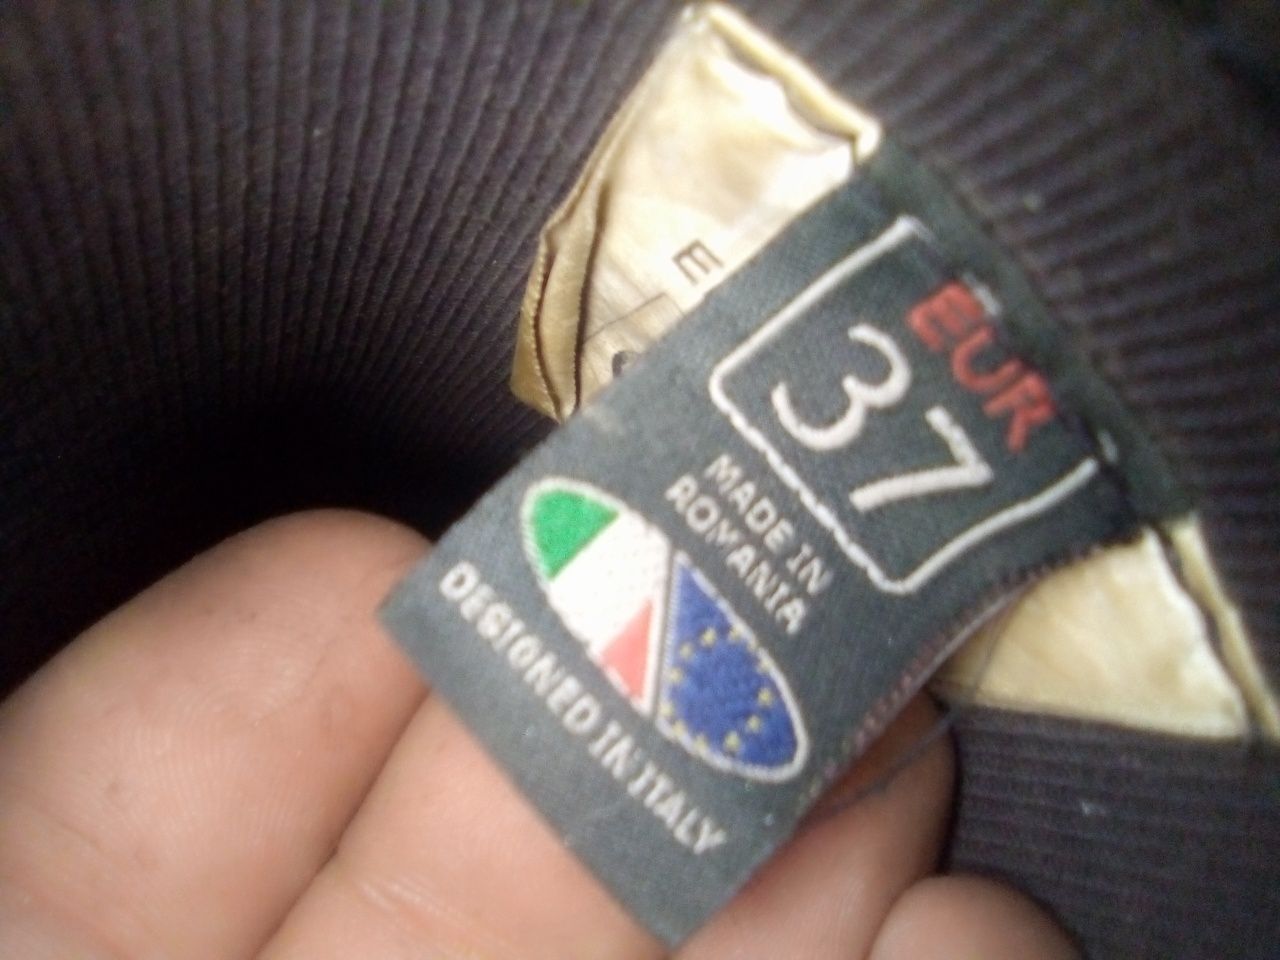 EUR
37
MADE IN
ROMANIA
DESIGNED IN ITALY
E